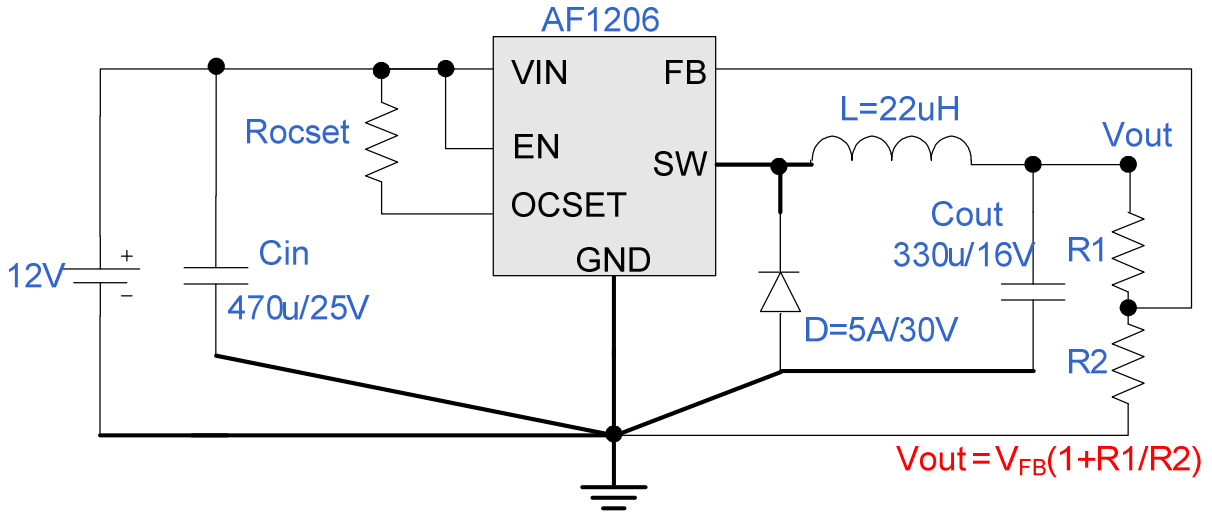 AF1206
VIN
FB
EN
OCSET
SW
GND
Rocset
L=22uH
Vout
12V
+
−
Cin
470u/25V
Cout
330u/16V
D=5A/30V
R1
R2
Vout = VFB(1+R1/R2)